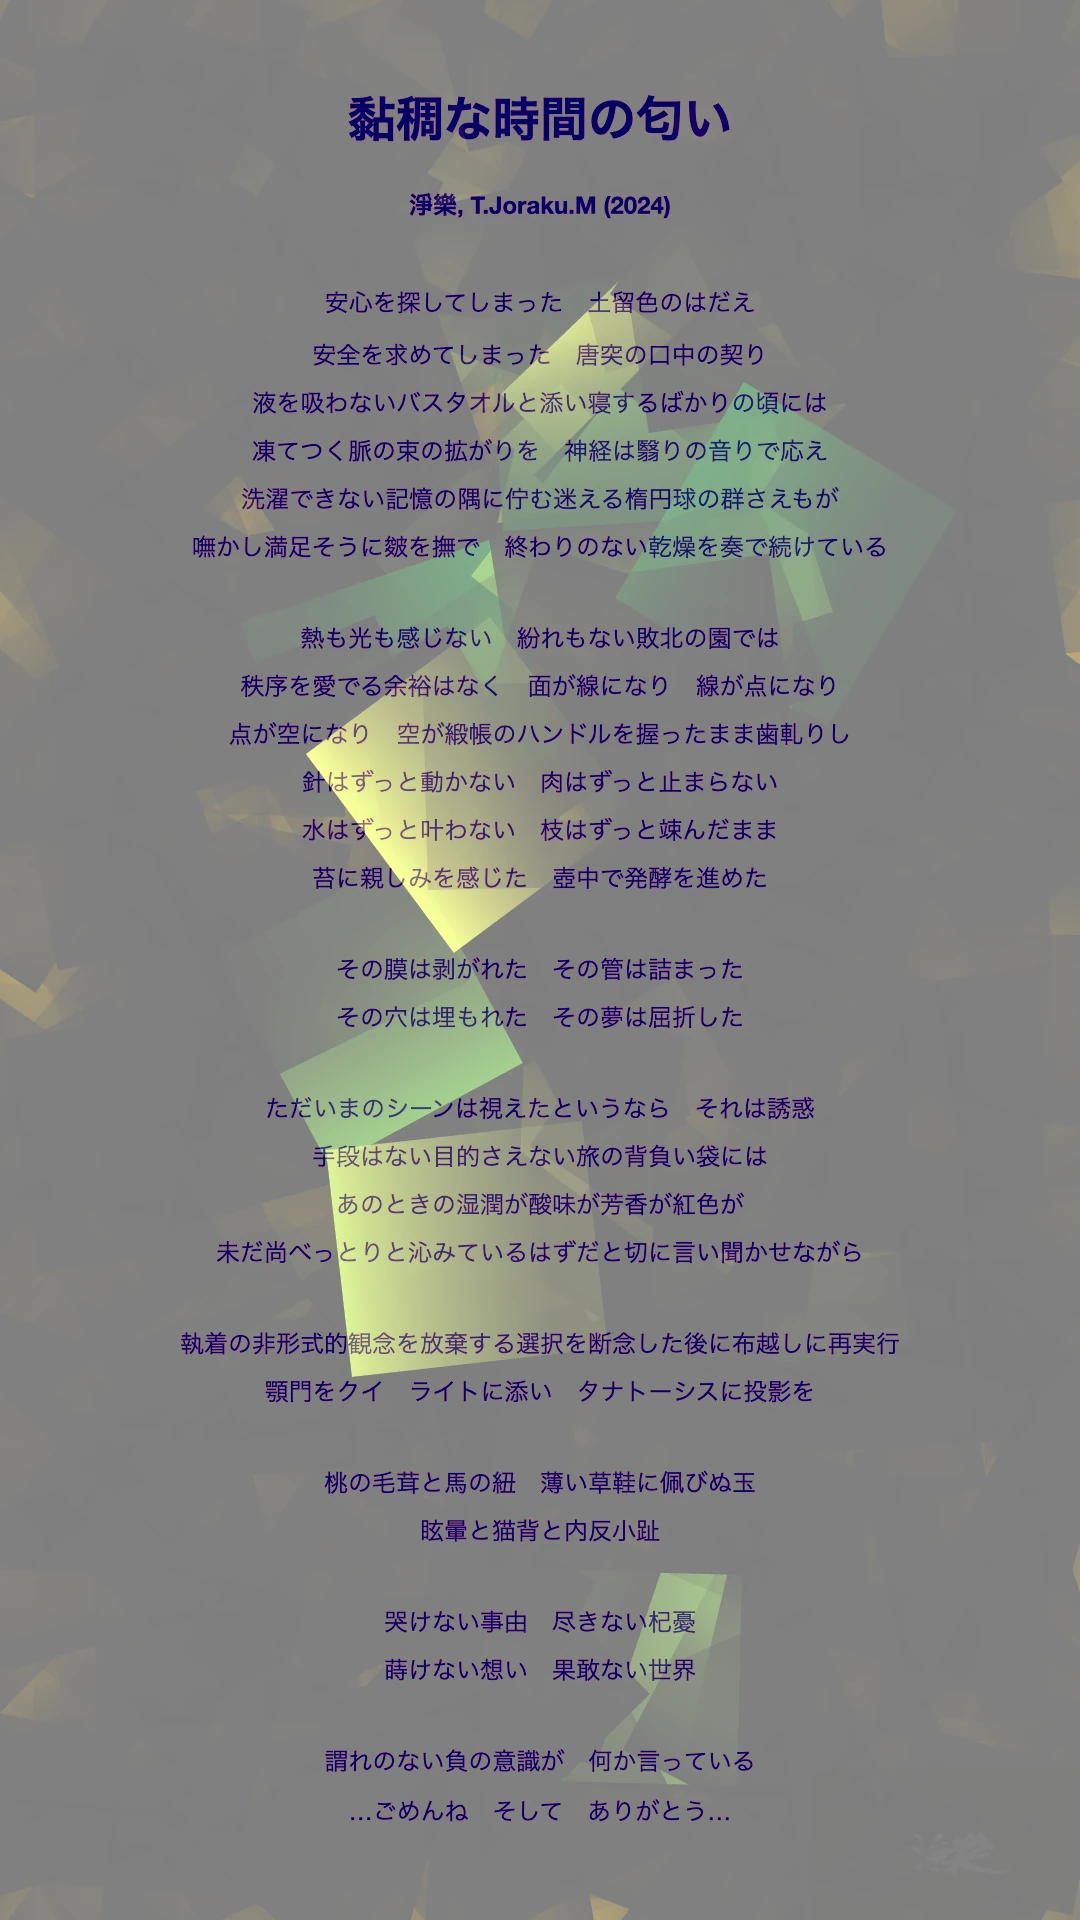 黏稠な時間の匂い
淨樂, T.Joraku.M (2024)
安心を探してしまった　土留色のはだえ
安全を求めてしまった　唐突の口中の契り
液を吸わないバスタオルと添い寝するばかりの頃には
凍てつく脈の束の拡がりを　神経は翳りの音りで応え
洗濯できない記憶の隅に佇む迷える楕円球の群さえもが
嘸かし満足そうに皴を撫で　終わりのない乾燥を奏で続けている
熱も光も感じない　紛れもない敗北の園では
秩序を愛でる余裕はなく　面が線になり　線が点になり
点が空になり　空が緞帳のハンドルを握ったまま歯軋りし
針はずっと動かない　肉はずっと止まらない
水はずっと叶わない　枝はずっと竦んだまま
苔に親しみを感じた　壺中で発酵を進めた
その膜は剥がれた　その管は詰まった
その穴は埋もれた　その夢は屈折した
ただいまのシーンは視えたというなら　それは誘惑
手段はない目的さえない旅の背負い袋には
あのときの湿潤が酸味が芳香が紅色が
未だ尚べっとりと沁みているはずだと切に言い聞かせながら
執着の非形式的観念を放棄する選択を断念した後に布越しに再実行
顎門をクイ　ライトに添い　タナトーシスに投影を
桃の毛茸と馬の紐　薄い草鞋に佩びぬ玉
眩暈と猫背と内反小趾
哭けない事由　尽きない杞憂
蒔けない想い　果敢ない世界
謂れのない負の意識が　何か言っている
…ごめんね　そして　ありがとう…
淨樂